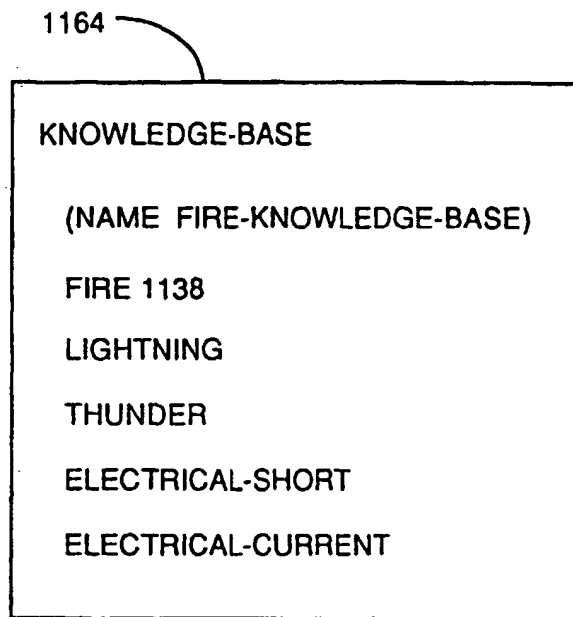 1164
KNOWLEDGE-BASE
(NAME FIRE-KNOWLEDGE-BASE)
FIRE 1138
LIGHTNING
THUNDER
ELECTRICAL-SHORT
ELECTRICAL-CURRENT